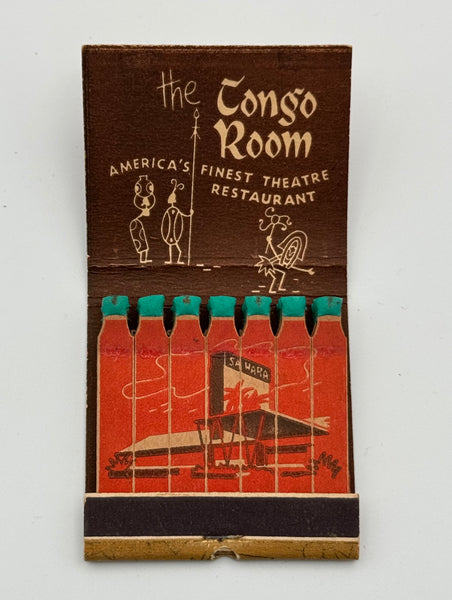 the Congo
Room
AMERICA'S FINEST THEATRE
RESTAURANT
SAHARA